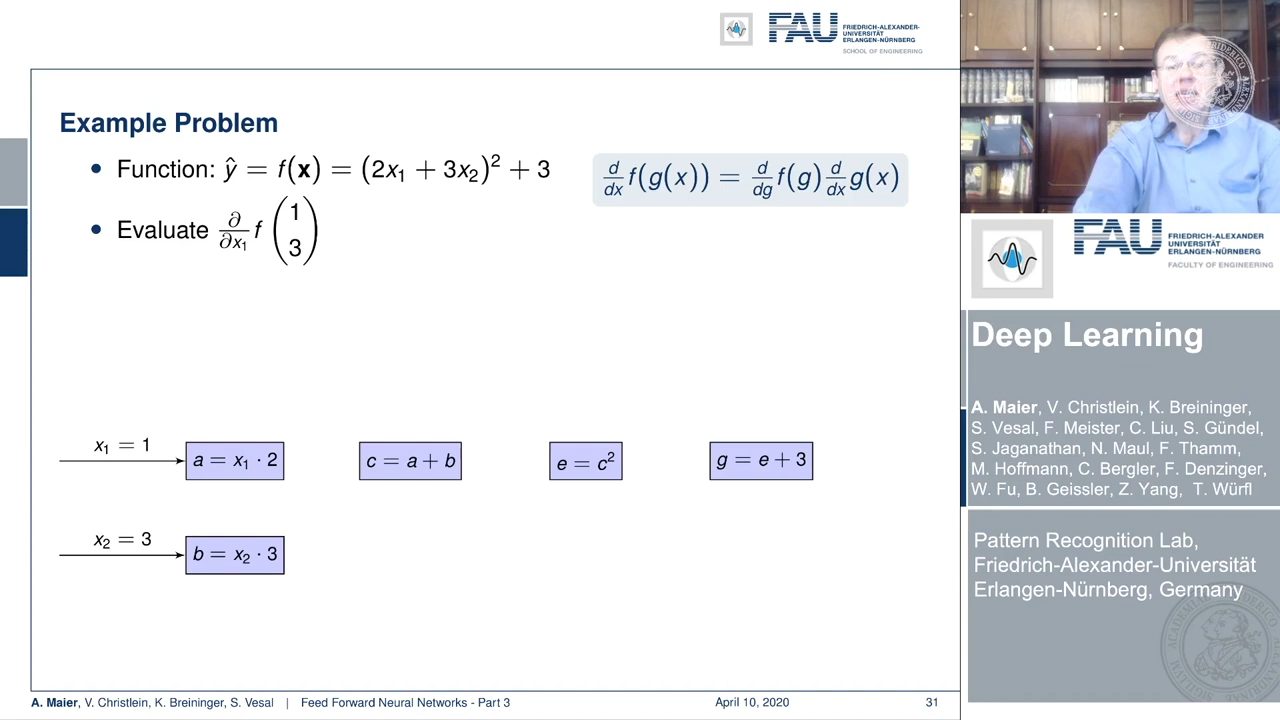 FAU FRIEDRICH-ALEXANDER-
UNIVERSITÄT
ERLANGEN-NÜRNBERG
SCHOOL OF ENGINEERING
Example Problem
• Function: ŷ = f(x) = (2x₁ + 3x₂)² + 3
d/dx f(g(x)) = d/dg f(g) d/dx g(x)
• Evaluate ∂/∂x₁ f (1 3)
x₁ = 1
a = x₁ · 2
c = a + b
e = c²
g = e + 3
x₂ = 3
b = x₂ · 3
A. Maier, V. Christlein, K. Breininger, S. Vesal | Feed Forward Neural Networks - Part 3 April 10, 2020 31
FAU FRIEDRICH-ALEXANDER
UNIVERSITÄT
ERLANGEN-NÜRNBERG
FACULTY OF ENGINEERING
Deep Learning
A. Maier, V. Christlein, K. Breininger,
S. Vesal, F. Meister, C. Liu, S. Gündel,
S. Jaganathan, N. Maul, F. Thamm,
M. Hoffmann, C. Bergler, F. Denzinger,
W. Fu, B. Geissler, Z. Yang, T. Würfl
Pattern Recognition Lab,
Friedrich-Alexander-Universität
Erlangen-Nürnberg, Germany